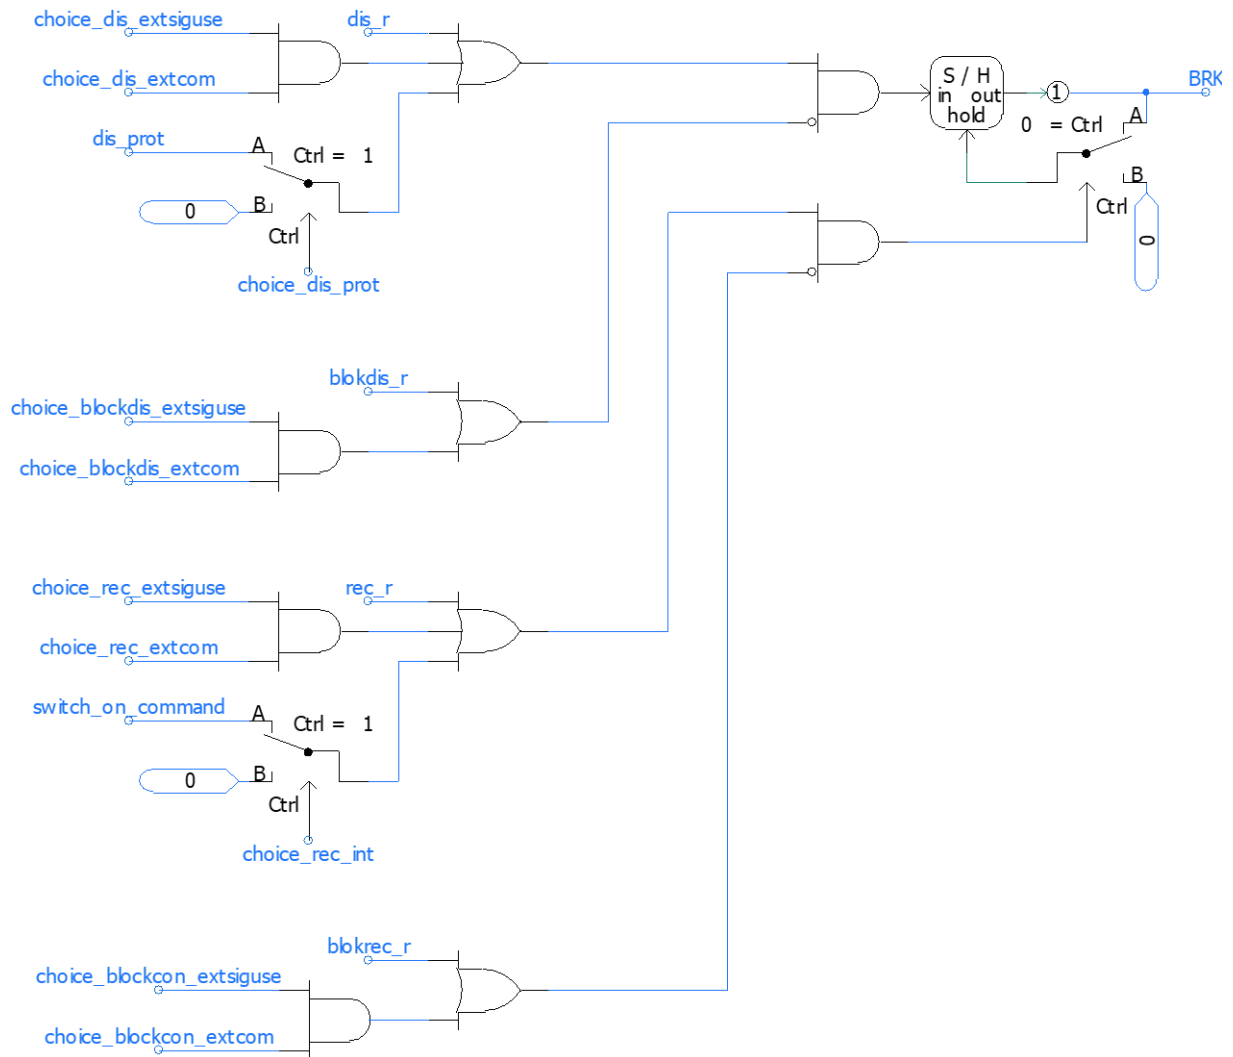 choice_dis_extsiguse
dis_r
choice_dis_extcom
S / H
in out
hold
1
BRK
0 = Ctrl
A
dis_prot
A
Ctrl = 1
B
0
Ctrl
B
Ctrl
0
choice_dis_prot
blokdis_r
choice_blockdis_extsiguse
choice_blockdis_extcom
choice_rec_extsiguse
rec_r
choice_rec_extcom
switch_on_command
A
Ctrl = 1
B
0
Ctrl
choice_rec_int
blokrec_r
choice_blockcon_extsiguse
choice_blockcon_extcom